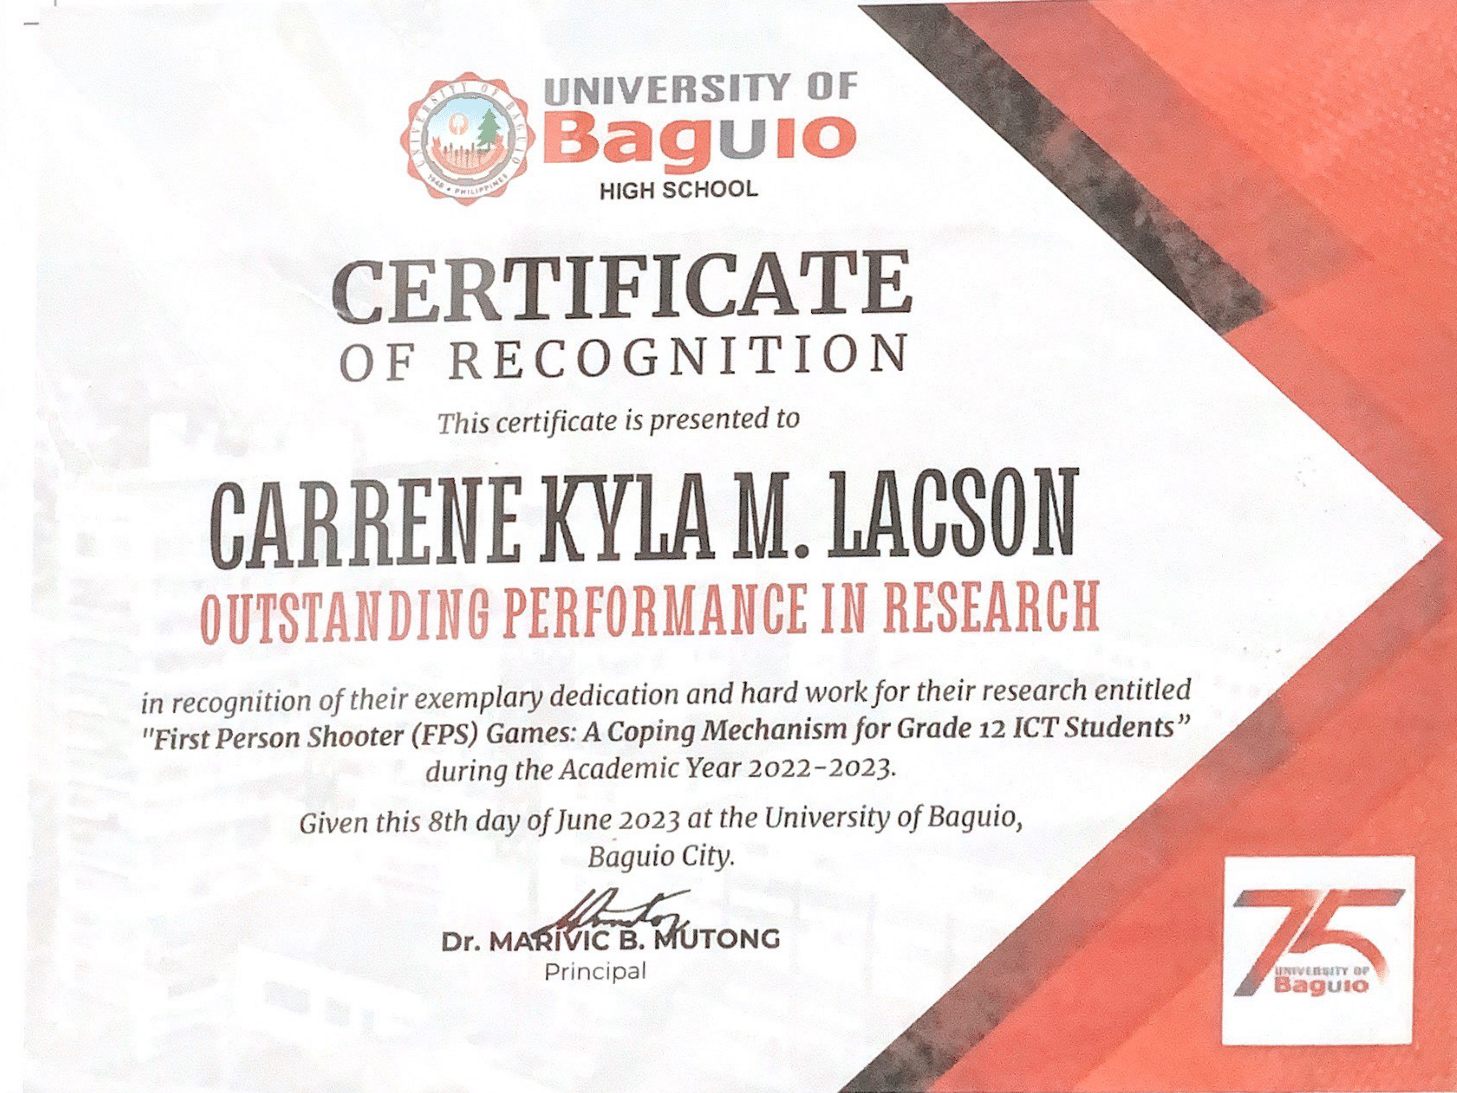 UNIVERSITY OF BAGUIO
1948 • PHILIPPINES
UNIVERSITY OF
BaguIO
HIGH SCHOOL
CERTIFICATE
OF RECOGNITION
This certificate is presented to
CARRENE KYLA M. LACSON
OUTSTANDING PERFORMANCE IN RESEARCH
in recognition of their exemplary dedication and hard work for their research entitled
"First Person Shooter (FPS) Games: A Coping Mechanism for Grade 12 ICT Students”
during the Academic Year 2022-2023.
Given this 8th day of June 2023 at the University of Baguio,
Baguio City.
Dr. MARIVIC B. MUTONG
Principal
75
UNIVERSITY OF
BaguIO